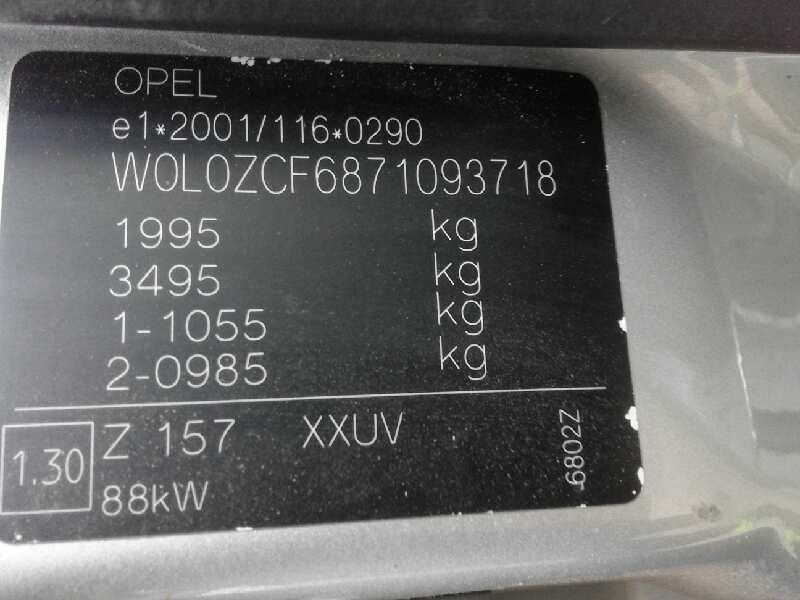 OPEL
e1*2001/116*0290
W0L0ZCF6871093718
1995 kg
3495 kg
1-1055 kg
2-0985 kg
1.30 Z 157 XXUV
88kW
6802Z